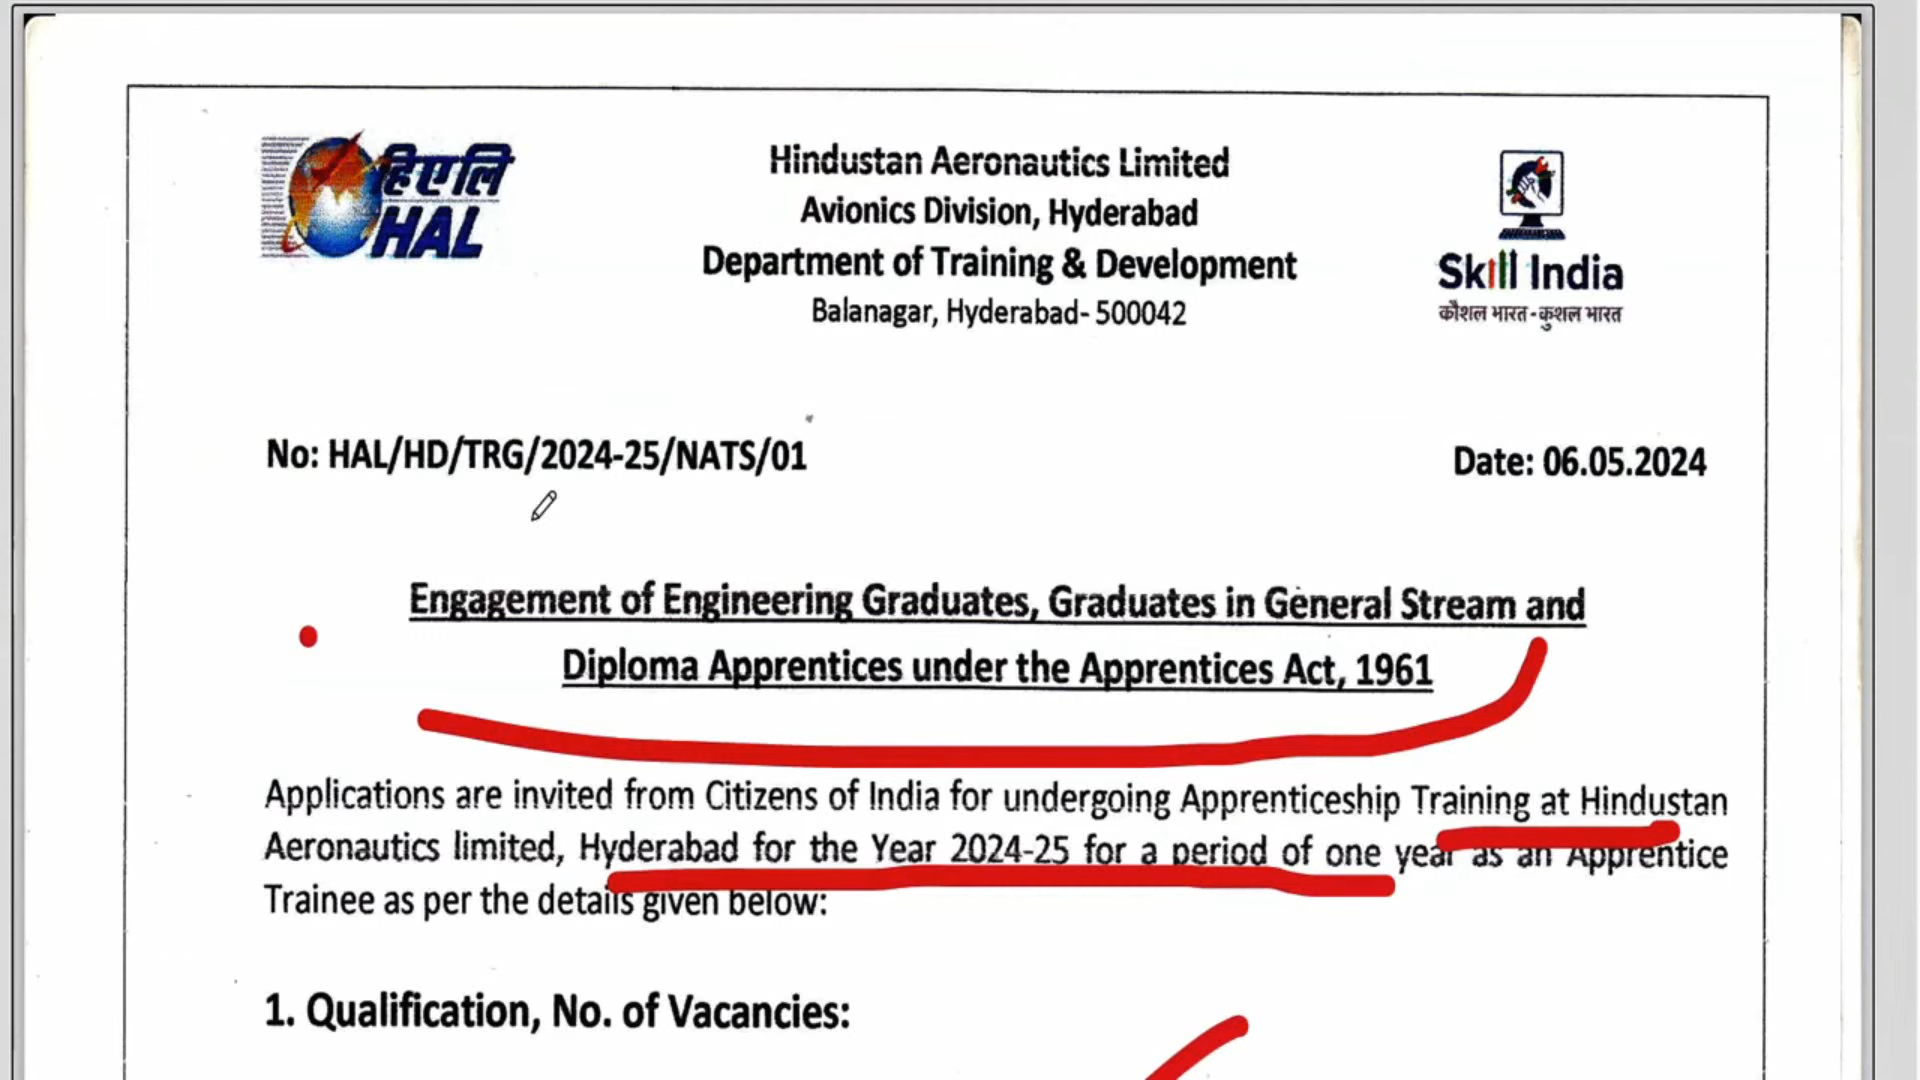 हिएलि
HAL
Hindustan Aeronautics Limited
Avionics Division, Hyderabad
Department of Training & Development
Balanagar, Hyderabad- 500042
Skill India
कौशल भारत - कुशल भारत
No: HAL/HD/TRG/2024-25/NATS/01
Date: 06.05.2024
Engagement of Engineering Graduates, Graduates in General Stream and
Diploma Apprentices under the Apprentices Act, 1961
Applications are invited from Citizens of India for undergoing Apprenticeship Training at Hindustan
Aeronautics limited, Hyderabad for the Year 2024-25 for a period of one year as an Apprentice
Trainee as per the details given below:
1. Qualification, No. of Vacancies: